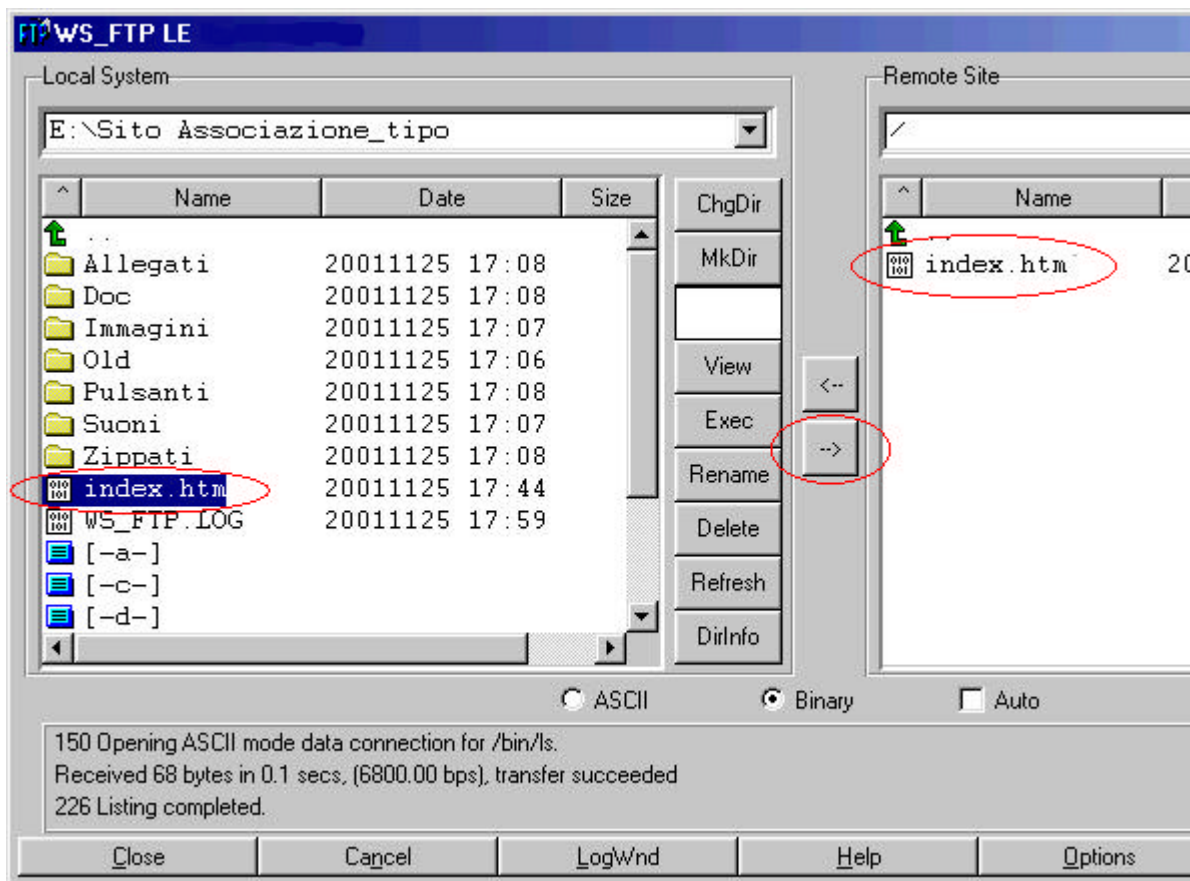 WS_FTP LE
Local System
Remote Site
E:\Sito Associazione_tipo
/
^ Name Date Size
^ Name
ChgDir
..
..
MkDir
Allegati 20011125 17:08
index.htm 20
Doc 20011125 17:08
Immagini 20011125 17:07
Old 20011125 17:06
View
<--
Pulsanti 20011125 17:08
Suoni 20011125 17:07
Exec
-->
Zippati 20011125 17:08
Rename
index.htm 20011125 17:44
WS_FTP.LOG 20011125 17:59
Delete
[-a-]
[-c-]
Refresh
[-d-]
DirInfo
ASCII Binary Auto
150 Opening ASCII mode data connection for /bin/ls.
Received 68 bytes in 0.1 secs, (6800.00 bps), transfer succeeded
226 Listing completed.
Close Cancel LogWnd Help Options